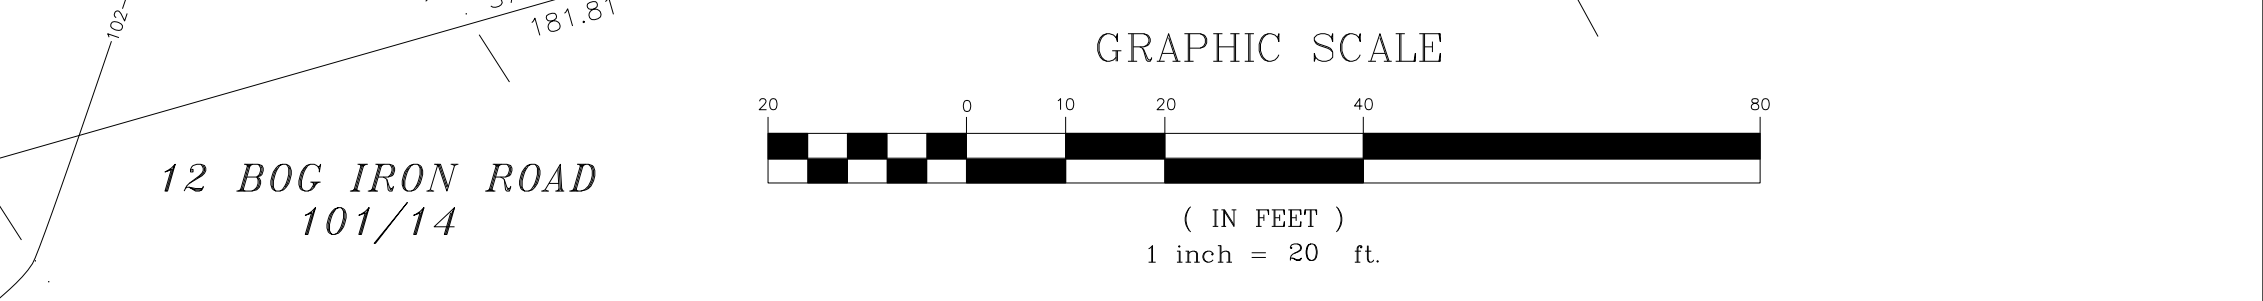 102
181.81
GRAPHIC SCALE
20 0 10 20 40 80
12 BOG IRON ROAD
101/14
( IN FEET )
1 inch = 20 ft.